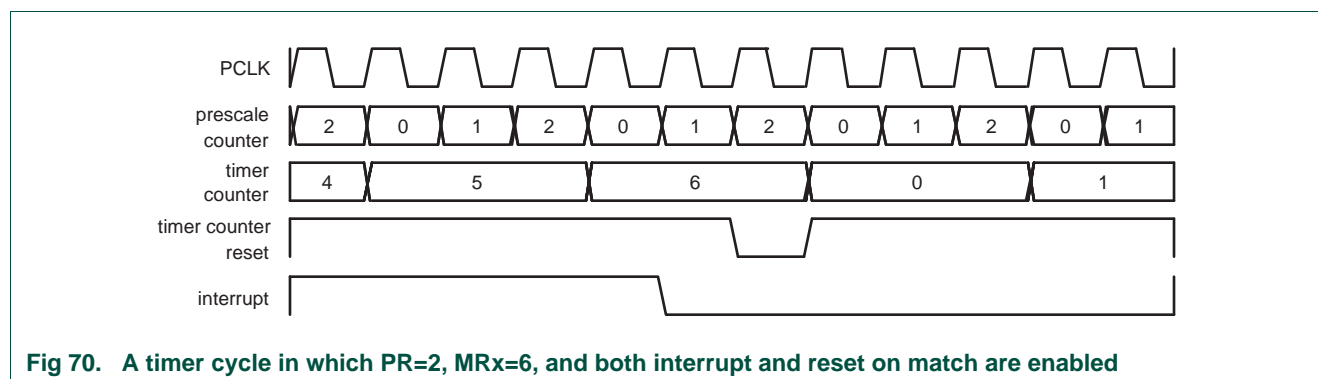 PCLK
prescale
counter
2 0 1 2 0 1 2 0 1 2 0 1
timer
counter
4 5 6 0 1
timer counter
reset
interrupt
Fig 70. A timer cycle in which PR=2, MRx=6, and both interrupt and reset on match are enabled